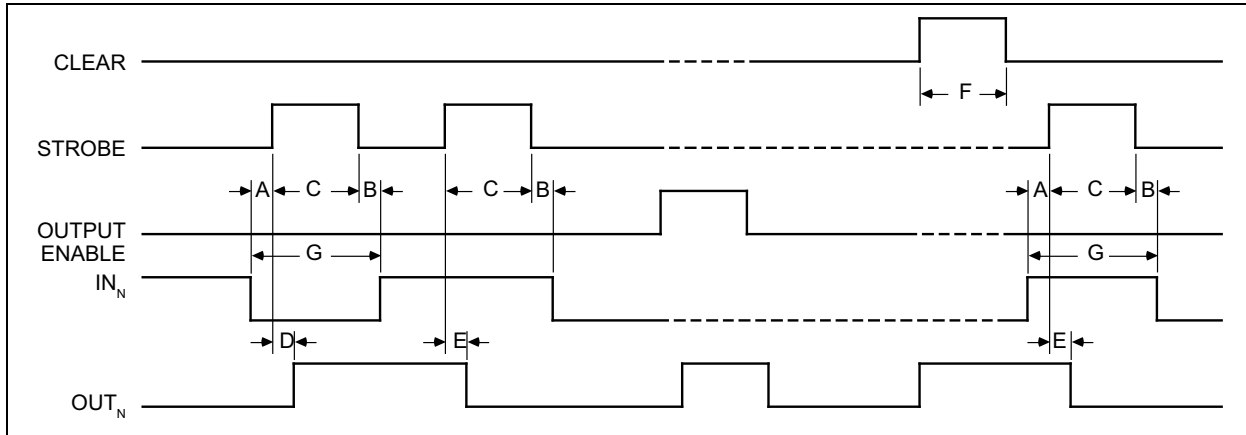 CLEAR
F
STROBE
A C B C B A C B
OUTPUT
ENABLE
G G
IN_N
D E E
OUT_N